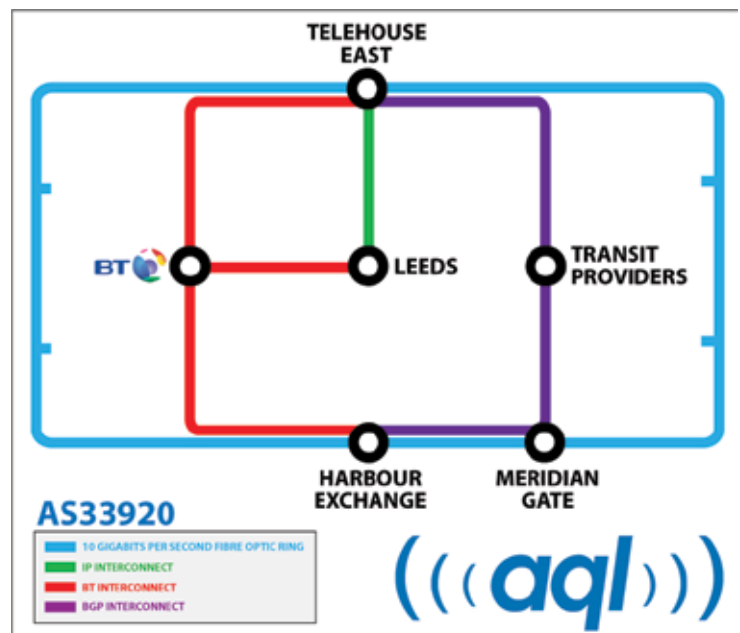 TELEHOUSE
EAST
BT
LEEDS
TRANSIT
PROVIDERS
HARBOUR
EXCHANGE
MERIDIAN
GATE
AS33920
10 GIGABITS PER SECOND FIBRE OPTIC RING
IP INTERCONNECT
BT INTERCONNECT
BGP INTERCONNECT
(((aql)))